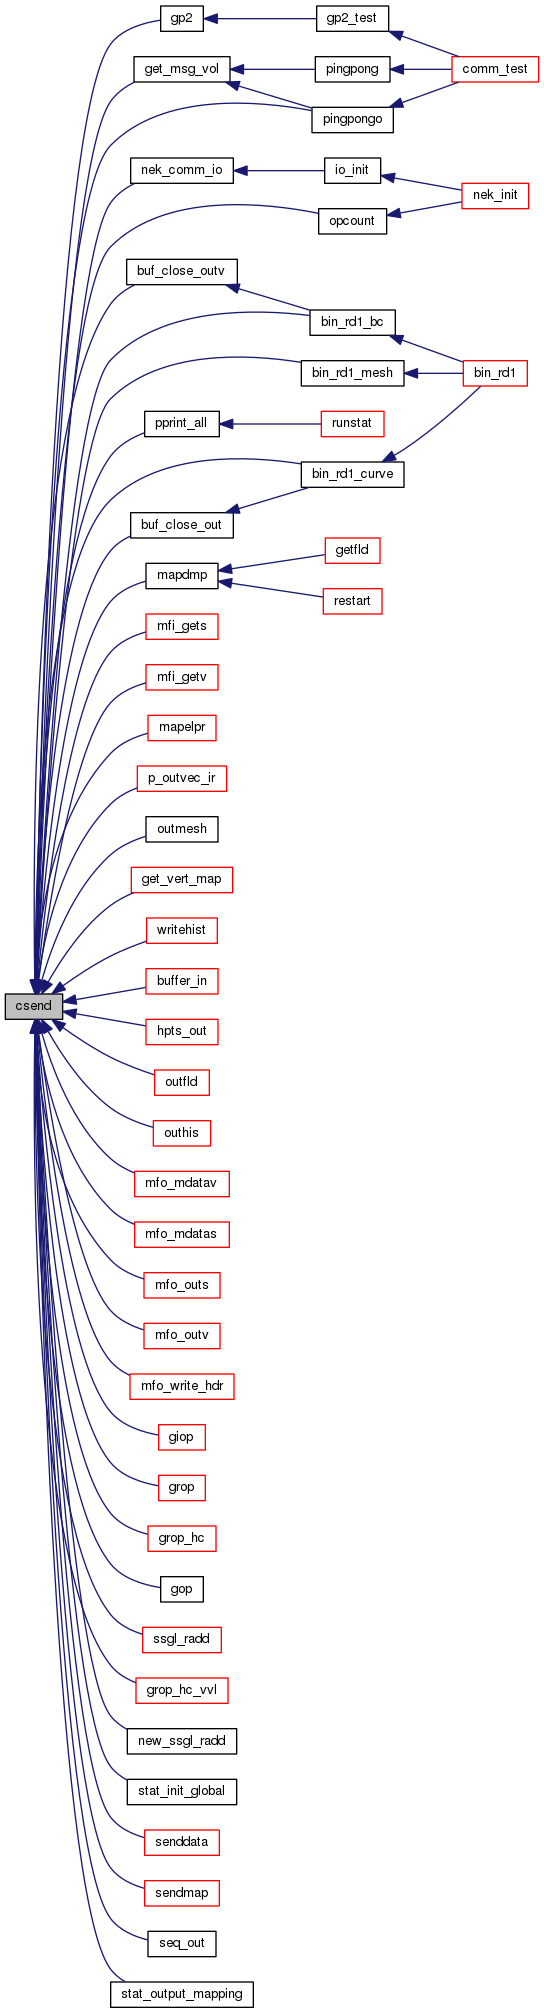 gp2
gp2_test
get_msg_vol
pingpong
comm_test
pingpongo
nek_comm_io
io_init
nek_init
opcount
buf_close_outv
bin_rd1_bc
bin_rd1_mesh
bin_rd1
pprint_all
runstat
bin_rd1_curve
buf_close_out
getfld
mapdmp
restart
mfi_gets
mfi_getv
mapelpr
p_outvec_ir
outmesh
get_vert_map
writehist
buffer_in
csend
hpts_out
outfld
outhis
mfo_mdatav
mfo_mdatas
mfo_outs
mfo_outv
mfo_write_hdr
giop
grop
grop_hc
gop
ssgl_radd
grop_hc_vvl
new_ssgl_radd
stat_init_global
senddata
sendmap
seq_out
stat_output_mapping